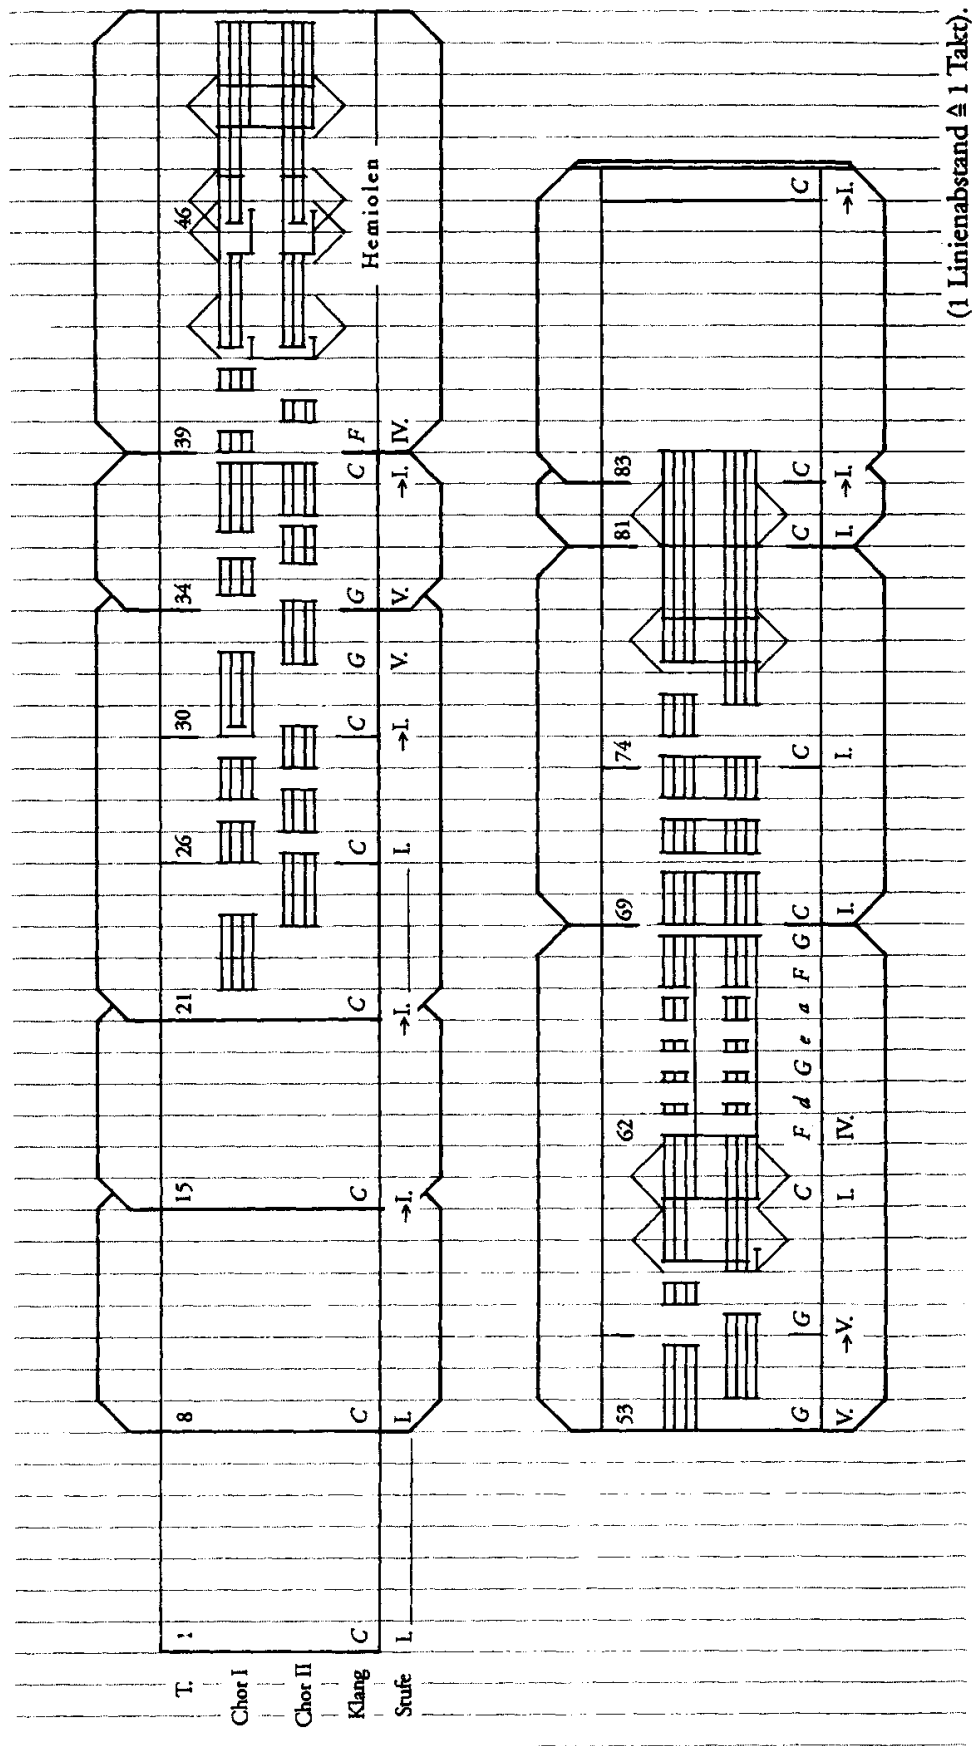 T. 1 8 15 21 26 30 34 39 46
Chor I
Chor II
Hemiolen
Klang C C C C C C G G C F
Stufe I. I. →I. →I. I. →I. V. V. →I. IV.
53 62 69 74 81 83
G G C F d G e a F G C C C C C
V. →V. I. IV. I. I. I. →I. →I.
(1 Linienabstand ≙ 1 Takt).